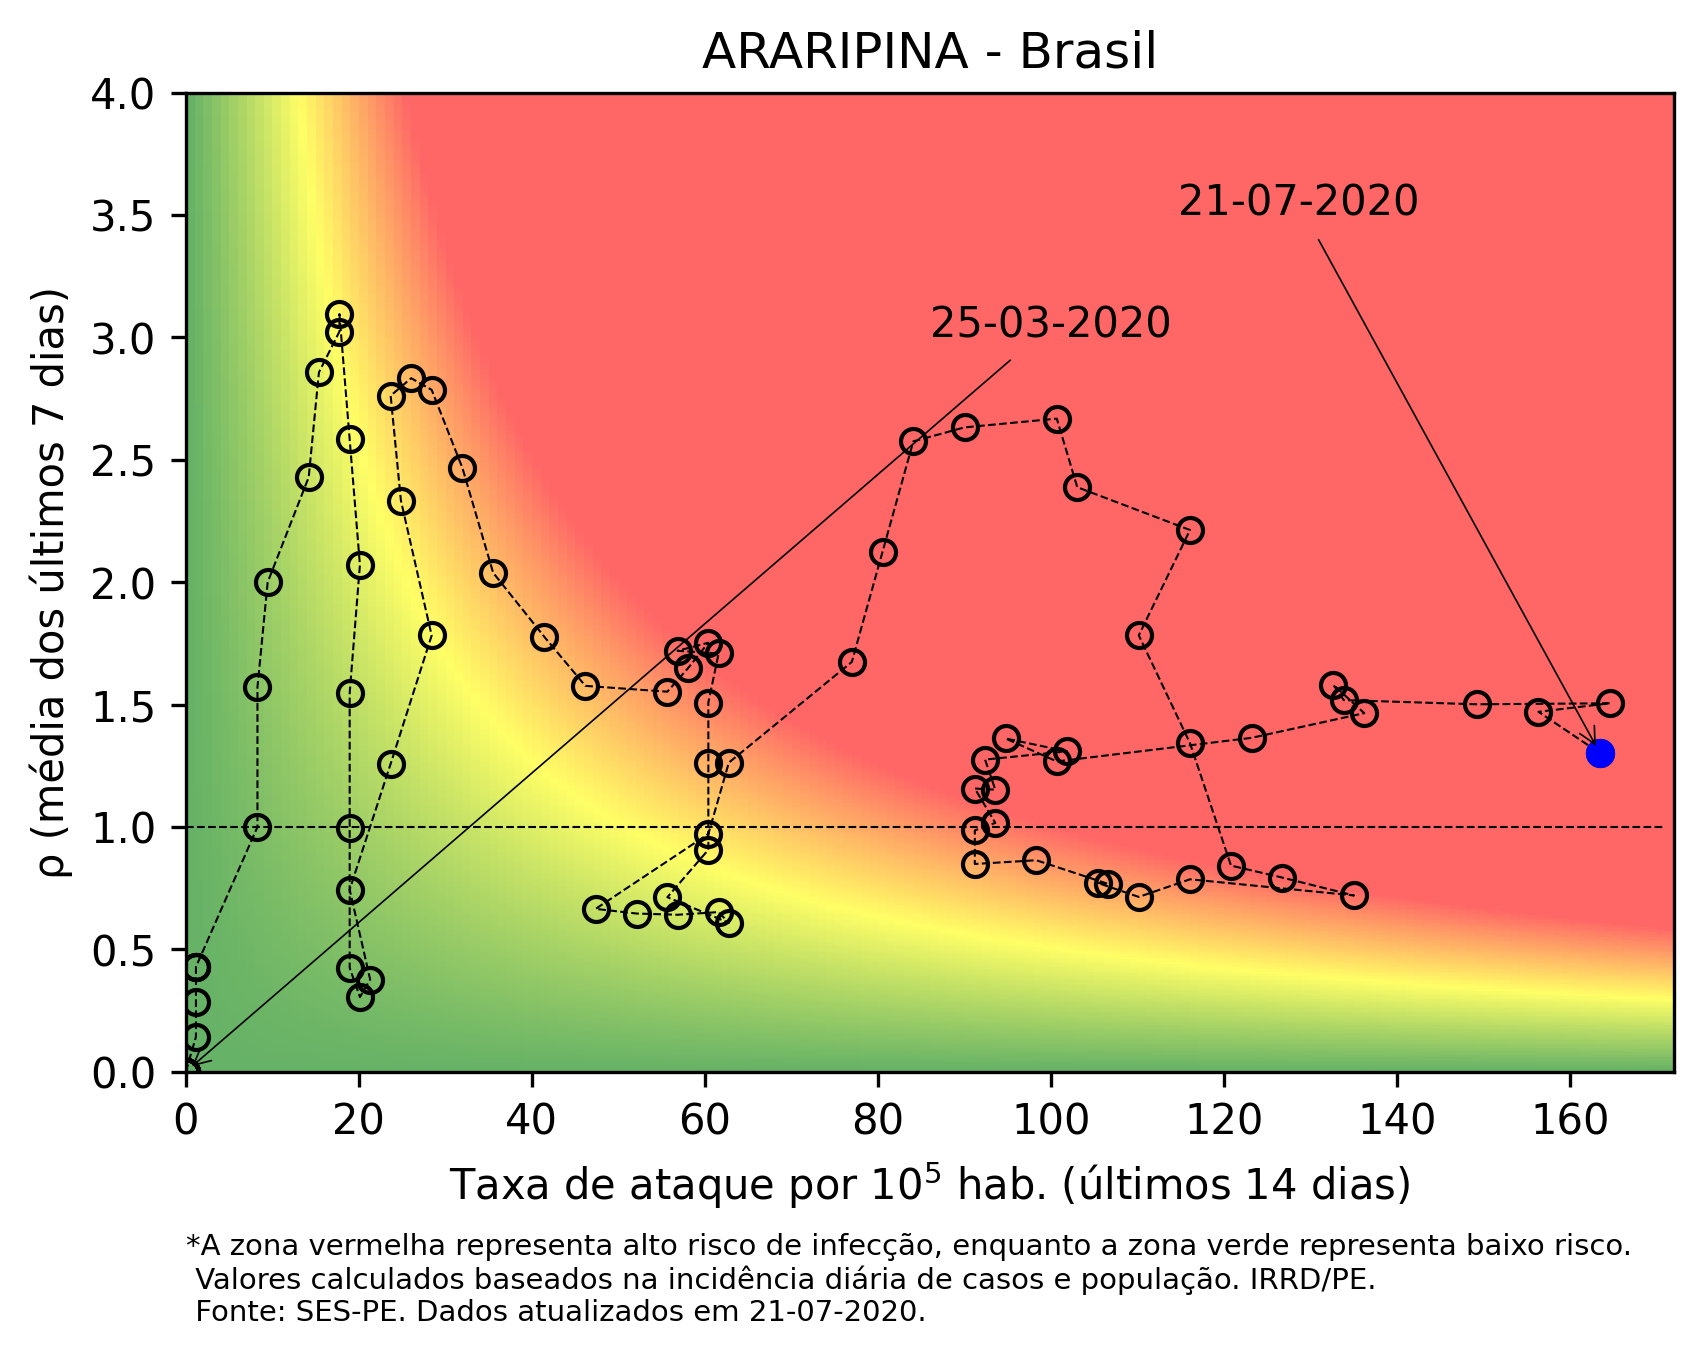 ARARIPINA - Brasil
4.0
3.5
3.0
2.5
2.0
1.5
1.0
0.5
0.0
ρ (média dos últimos 7 dias)
21-07-2020
25-03-2020
0 20 40 60 80 100 120 140 160
Taxa de ataque por 10⁵ hab. (últimos 14 dias)
*A zona vermelha representa alto risco de infecção, enquanto a zona verde representa baixo risco.
Valores calculados baseados na incidência diária de casos e população. IRRD/PE.
Fonte: SES-PE. Dados atualizados em 21-07-2020.